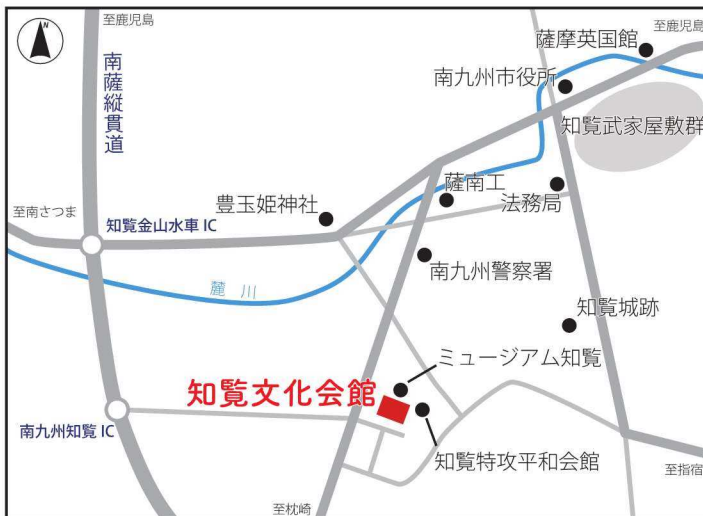 至鹿児島
至鹿児島
N
薩摩英国館
南薩縦貫道
南九州市役所
知覧武家屋敷群
薩南工
法務局
豊玉姫神社
至南さつま
知覧金山水車 IC
南九州警察署
麓 川
知覧城跡
ミュージアム知覧
知覧文化会館
南九州知覧 IC
知覧特攻平和会館
至指宿
至枕崎